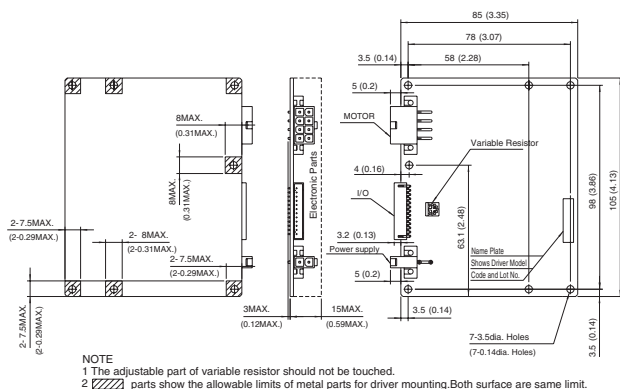 85 (3.35)
78 (3.07)
3.5 (0.14)
58 (2.28)
5 (0.2)
MOTOR
8MAX.
(0.31MAX.)
Variable Resistor
Electronic Parts
8MAX.
(0.31MAX.)
4 (0.16)
I/O
63.1 (2.48)
98 (3.86)
105 (4.13)
2-7.5MAX.
(2-0.29MAX.)
2- 8MAX.
(2-0.31MAX.)
3.2 (0.13)
Power supply
Name Plate
Shows Driver Model
Code and Lot No.
2- 7.5MAX.
(2-0.29MAX.)
5 (0.2)
2- 7.5MAX.
(2-0.29MAX.)
3MAX.
(0.12MAX.)
15MAX.
(0.59MAX.)
3.5 (0.14)
7-3.5dia. Holes
(7-0.14dia. Holes)
3.5 (0.14)
NOTE
1 The adjustable part of variable resistor should not be touched.
2 parts show the allowable limits of metal parts for driver mounting.Both surface are same limit.